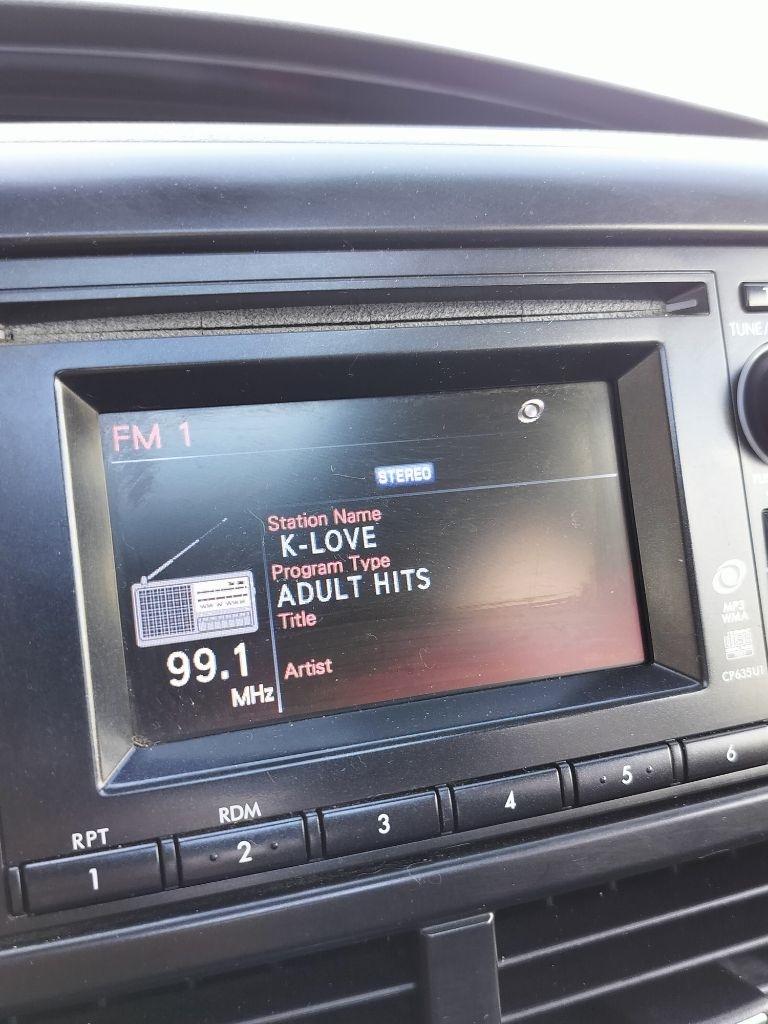 TUNE/
FM 1
STEREO
Station Name
K-LOVE
Program Type
ADULT HITS
Title
99.1
MHz
Artist
MP3
WMA
CP635U1
RPT
RDM
1
2
3
4
5
6